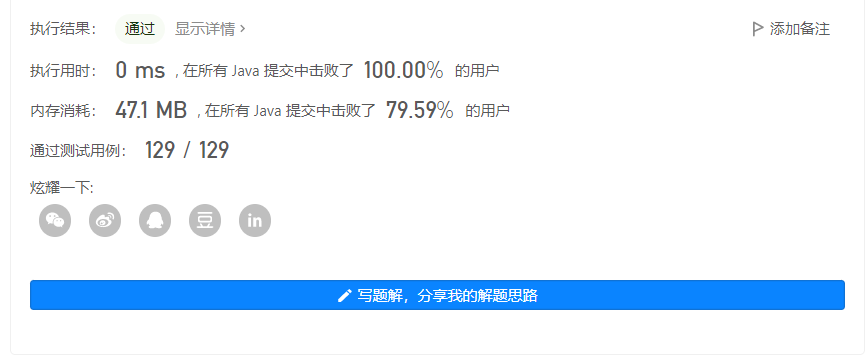 执行结果： 通过 显示详情 › 添加备注
执行用时： 0 ms , 在所有 Java 提交中击败了 100.00% 的用户
内存消耗： 47.1 MB , 在所有 Java 提交中击败了 79.59% 的用户
通过测试用例： 129 / 129
炫耀一下:
豆 in
写题解，分享我的解题思路